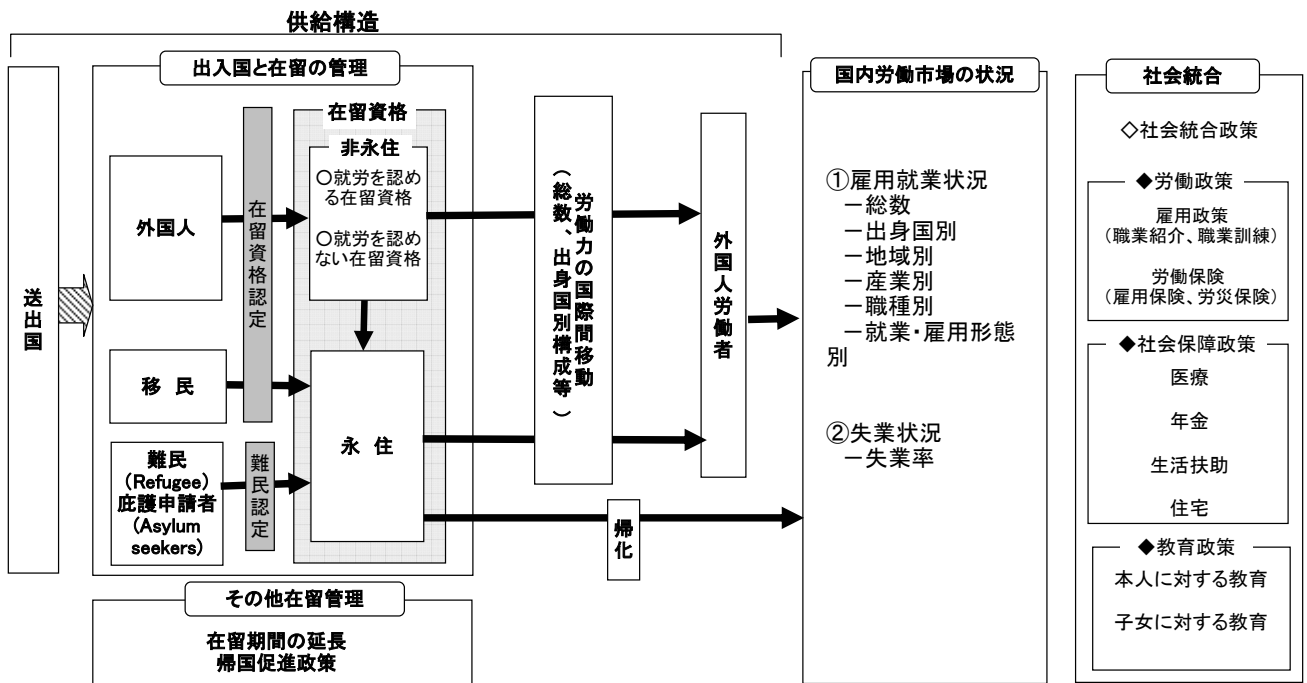 供給構造
送出国
出入国と在留の管理
外国人
移 民
難民
(Refugee)
庇護申請者
(Asylum
seekers)
在留資格認定
難民認定
在留資格
非永住
○就労を認め
る在留資格
○就労を認め
ない在留資格
永 住
その他在留管理
在留期間の延長
帰国促進政策
労働力の国際間移動
(総数、出身国別構成等)
帰化
外国人労働者
国内労働市場の状況
①雇用就業状況
－総数
－出身国別
－地域別
－産業別
－職種別
－就業・雇用形態
別
②失業状況
－失業率
社会統合
◇社会統合政策
◆労働政策
雇用政策
(職業紹介、職業訓練)
労働保険
(雇用保険、労災保険)
◆社会保障政策
医療
年金
生活扶助
住宅
◆教育政策
本人に対する教育
子女に対する教育